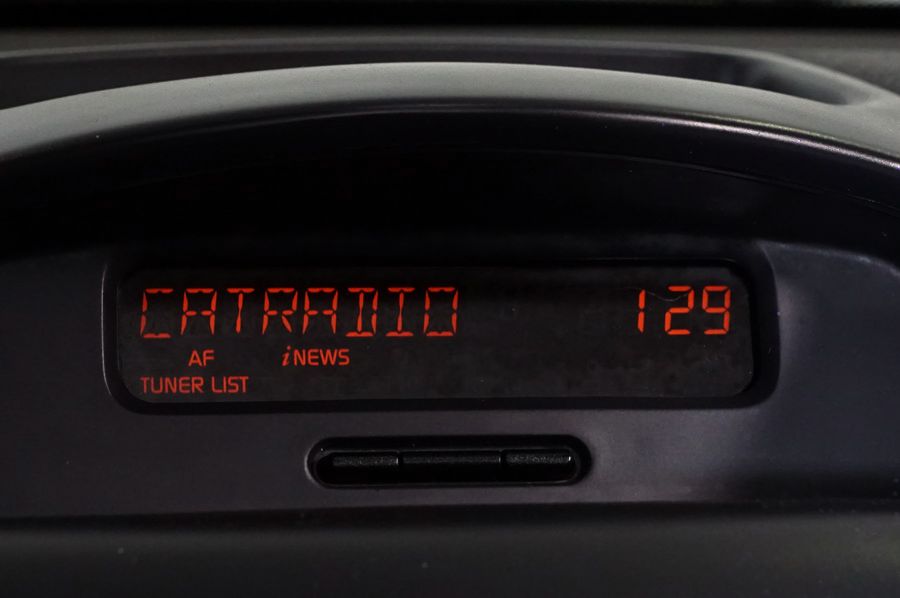 CATRADIO 129
AF iNEWS
TUNER LIST